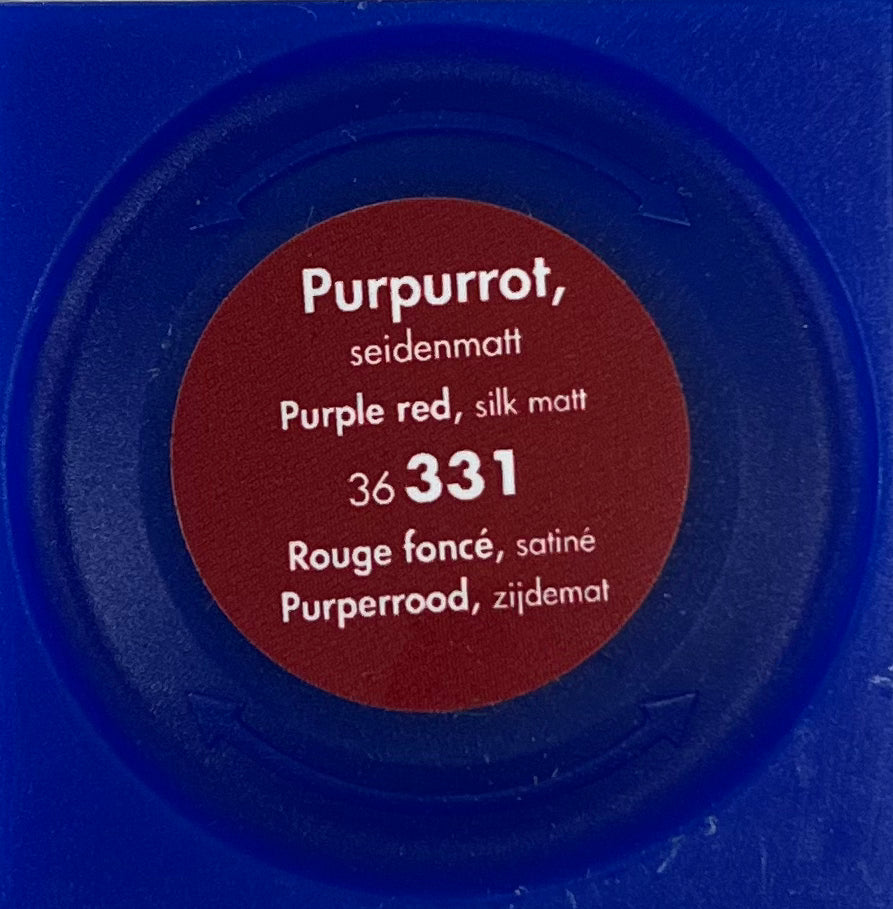 Purpurrot,
seidenmatt
Purple red, silk matt
36 331
Rouge foncé, satiné
Purperrood, zijdemat